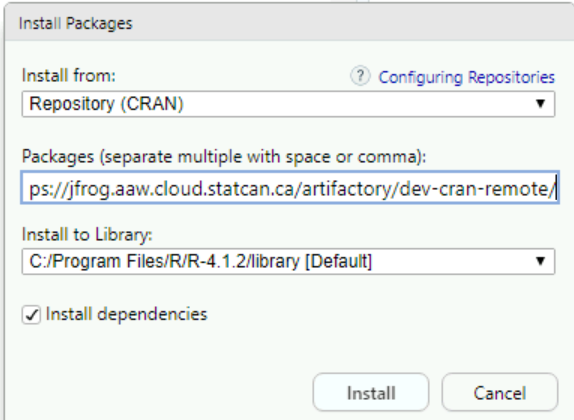 Install Packages
Install from:
? Configuring Repositories
Repository (CRAN)
Packages (separate multiple with space or comma):
ps://jfrog.aaw.cloud.statcan.ca/artifactory/dev-cran-remote/
Install to Library:
C:/Program Files/R/R-4.1.2/library [Default]
Install dependencies
Install
Cancel